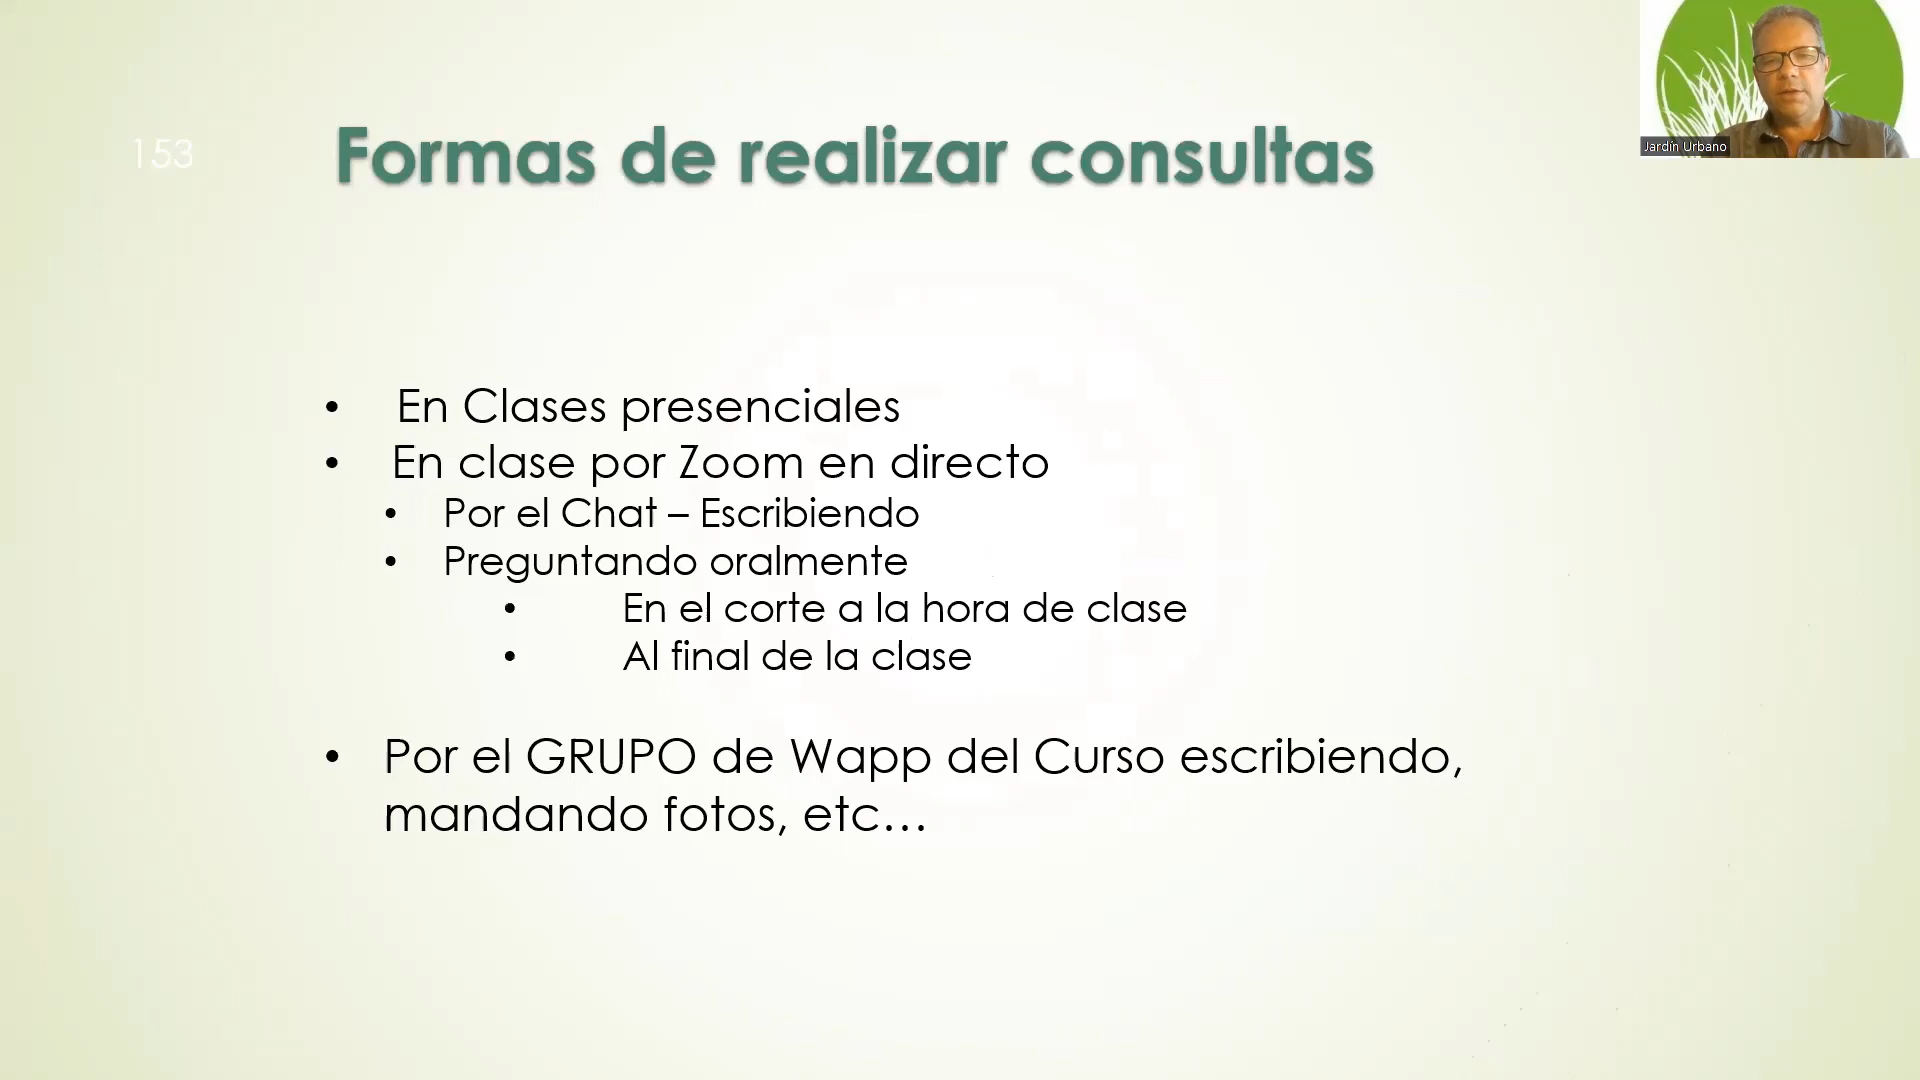 153
Formas de realizar consultas
Jardín Urbano
• En Clases presenciales
• En clase por Zoom en directo
• Por el Chat – Escribiendo
• Preguntando oralmente
• En el corte a la hora de clase
• Al final de la clase
• Por el GRUPO de Wapp del Curso escribiendo,
mandando fotos, etc…